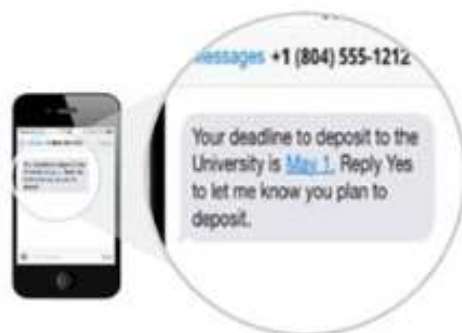 Messages +1 (804) 555-1212
Your deadline to deposit to the
University is May 1. Reply Yes
to let me know you plan to
deposit.